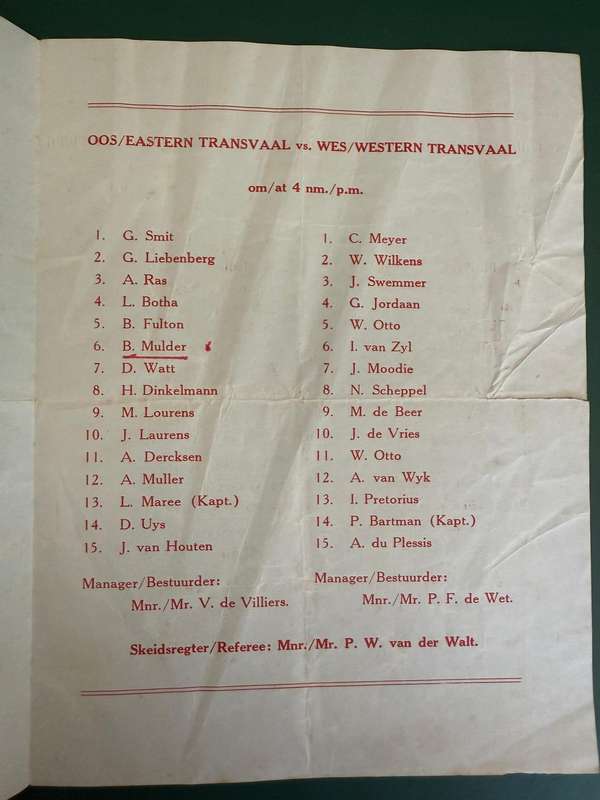 OOS/EASTERN TRANSVAAL vs. WES/WESTERN TRANSVAAL
om/at 4 nm./p.m.
1. G. Smit
2. G. Liebenberg
3. A. Ras
4. L. Botha
5. B. Fulton
6. B. Mulder
7. D. Watt
8. H. Dinkelmann
9. M. Lourens
10. J. Laurens
11. A. Dercksen
12. A. Muller
13. L. Maree (Kapt.)
14. D. Uys
15. J. van Houten
Manager/Bestuurder:
Mnr./Mr. V. de Villiers.
1. C. Meyer
2. W. Wilkens
3. J. Swemmer
4. G. Jordaan
5. W. Otto
6. I. van Zyl
7. J. Moodie
8. N. Scheppel
9. M. de Beer
10. J. de Vries
11. W. Otto
12. A. van Wyk
13. I. Pretorius
14. P. Bartman (Kapt.)
15. A. du Plessis
Manager/Bestuurder:
Mnr./Mr. P. F. de Wet.
Skeidsregter/Referee: Mnr./Mr. P. W. van der Walt.